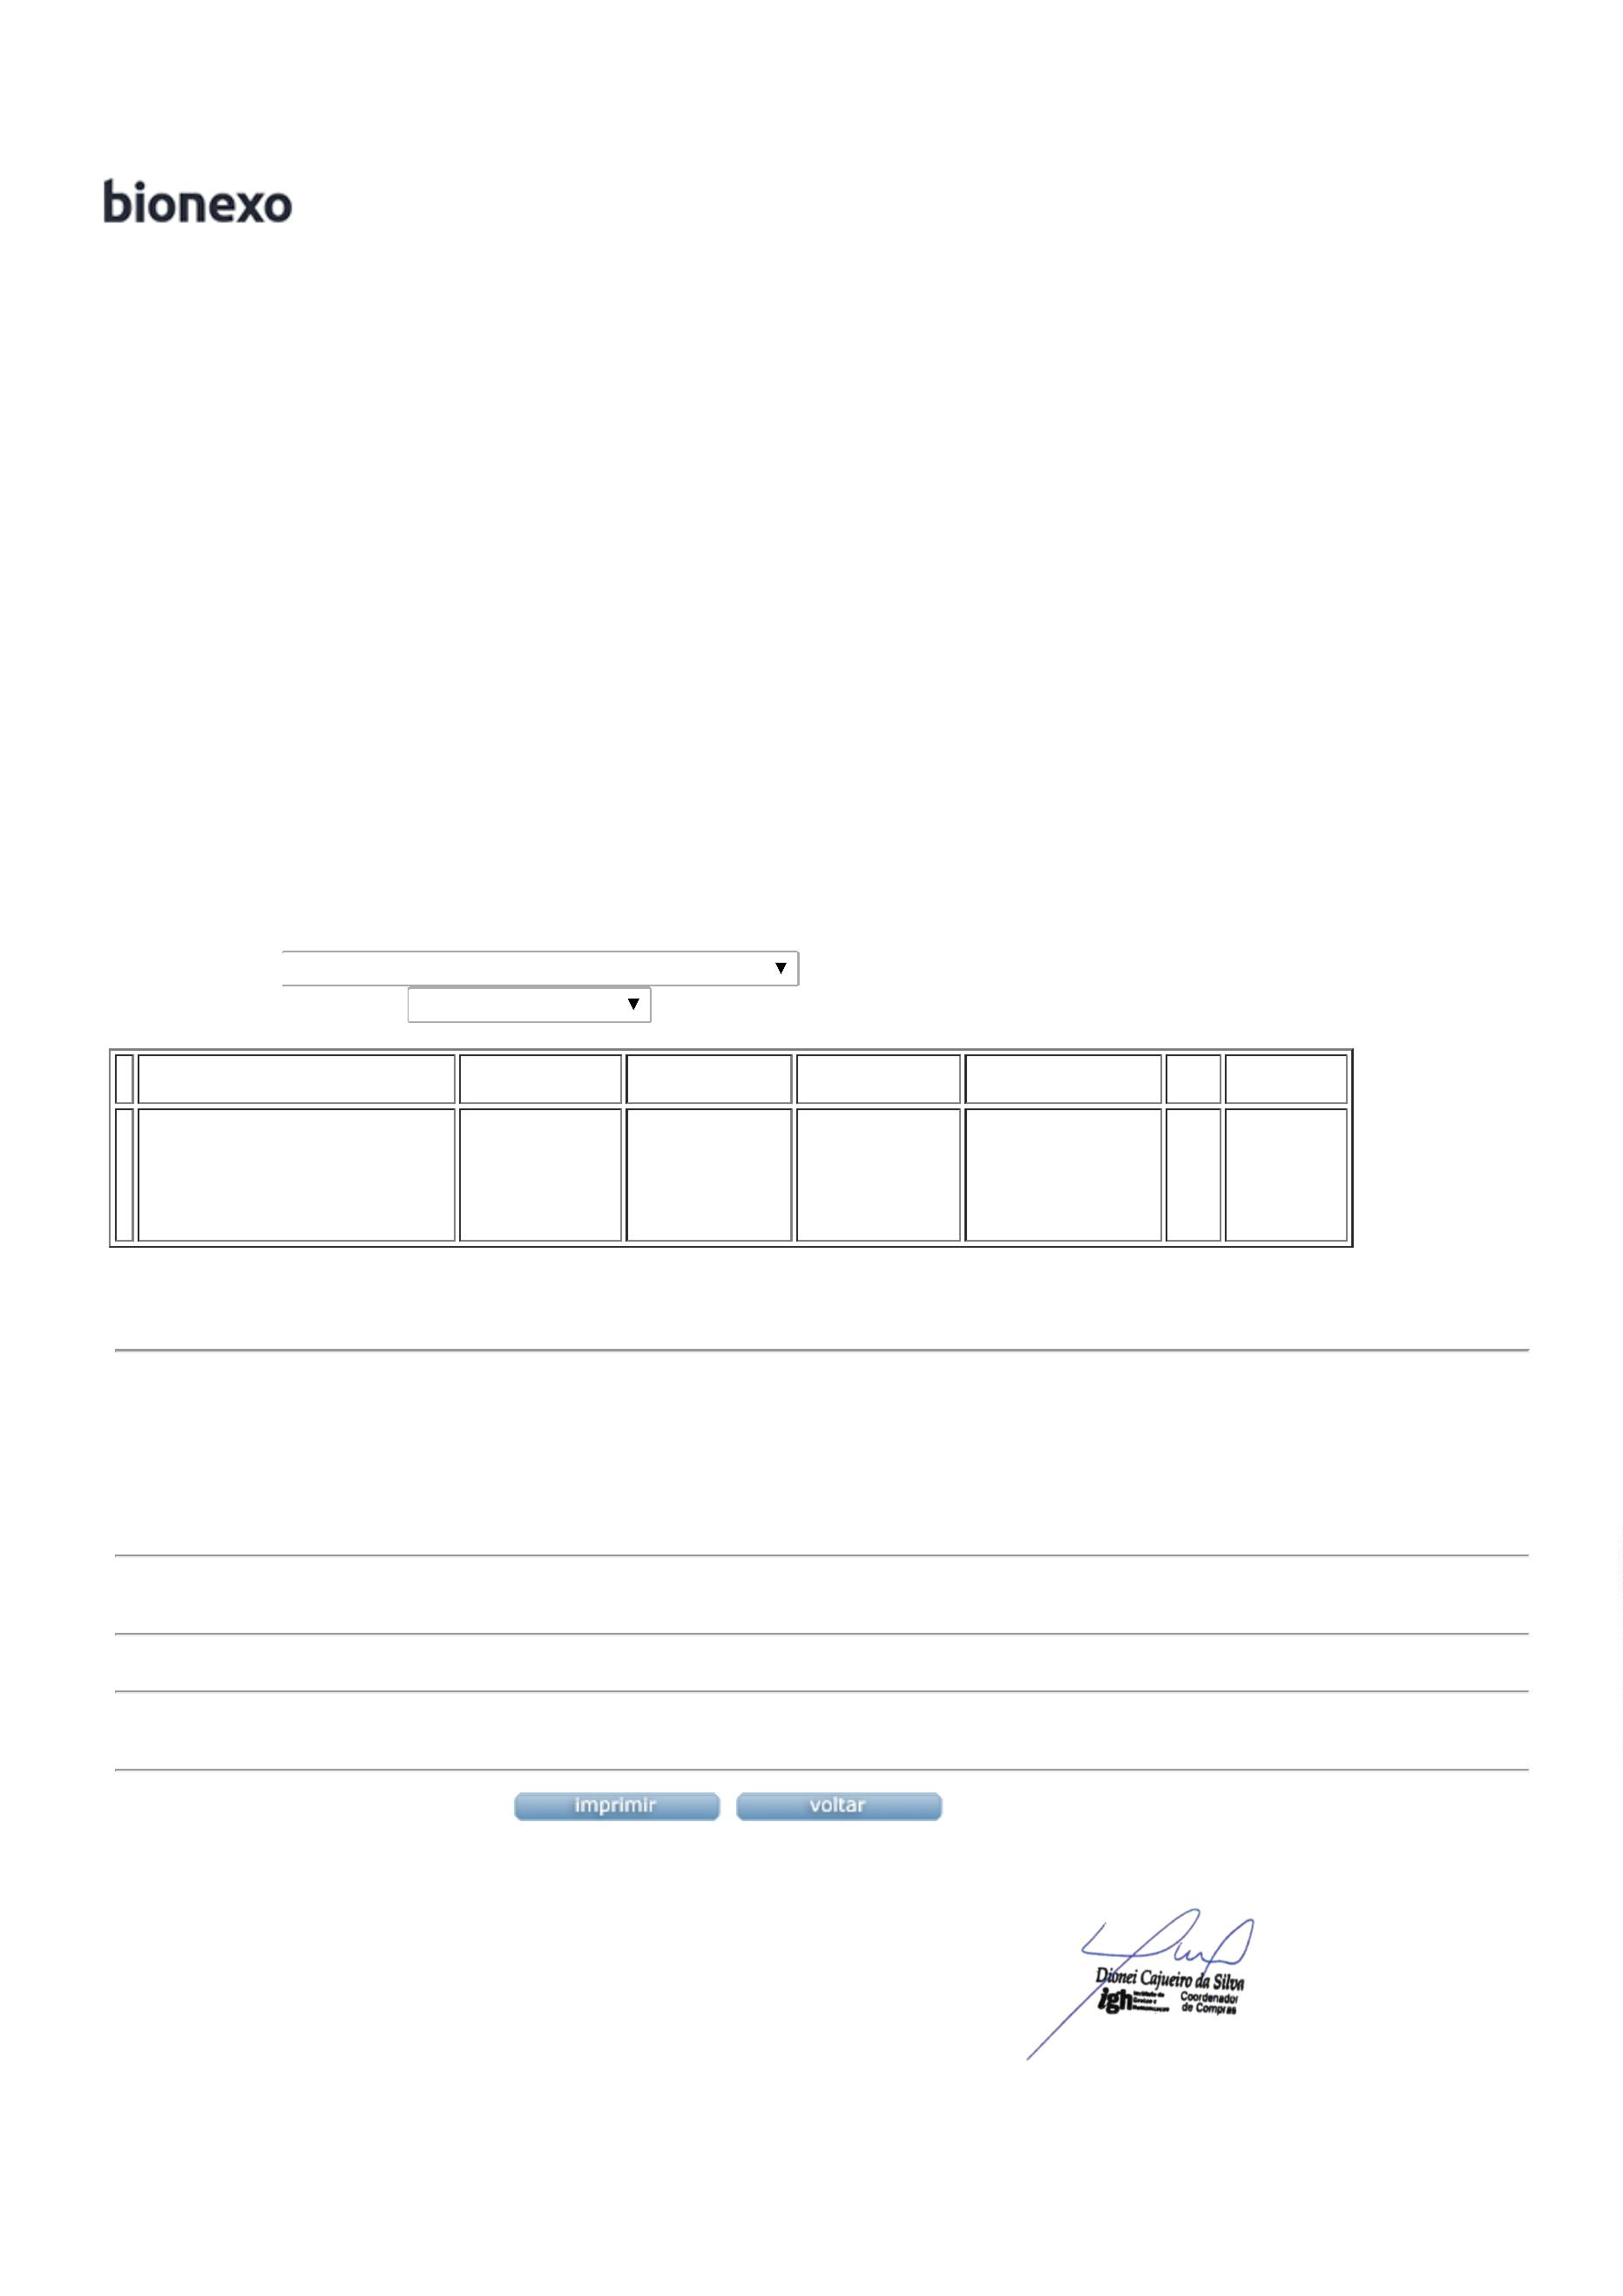 bionexo
▼
▼
imprimir voltar
Dionei Cajueiro da Silva
igh
Coordenador
de Compras